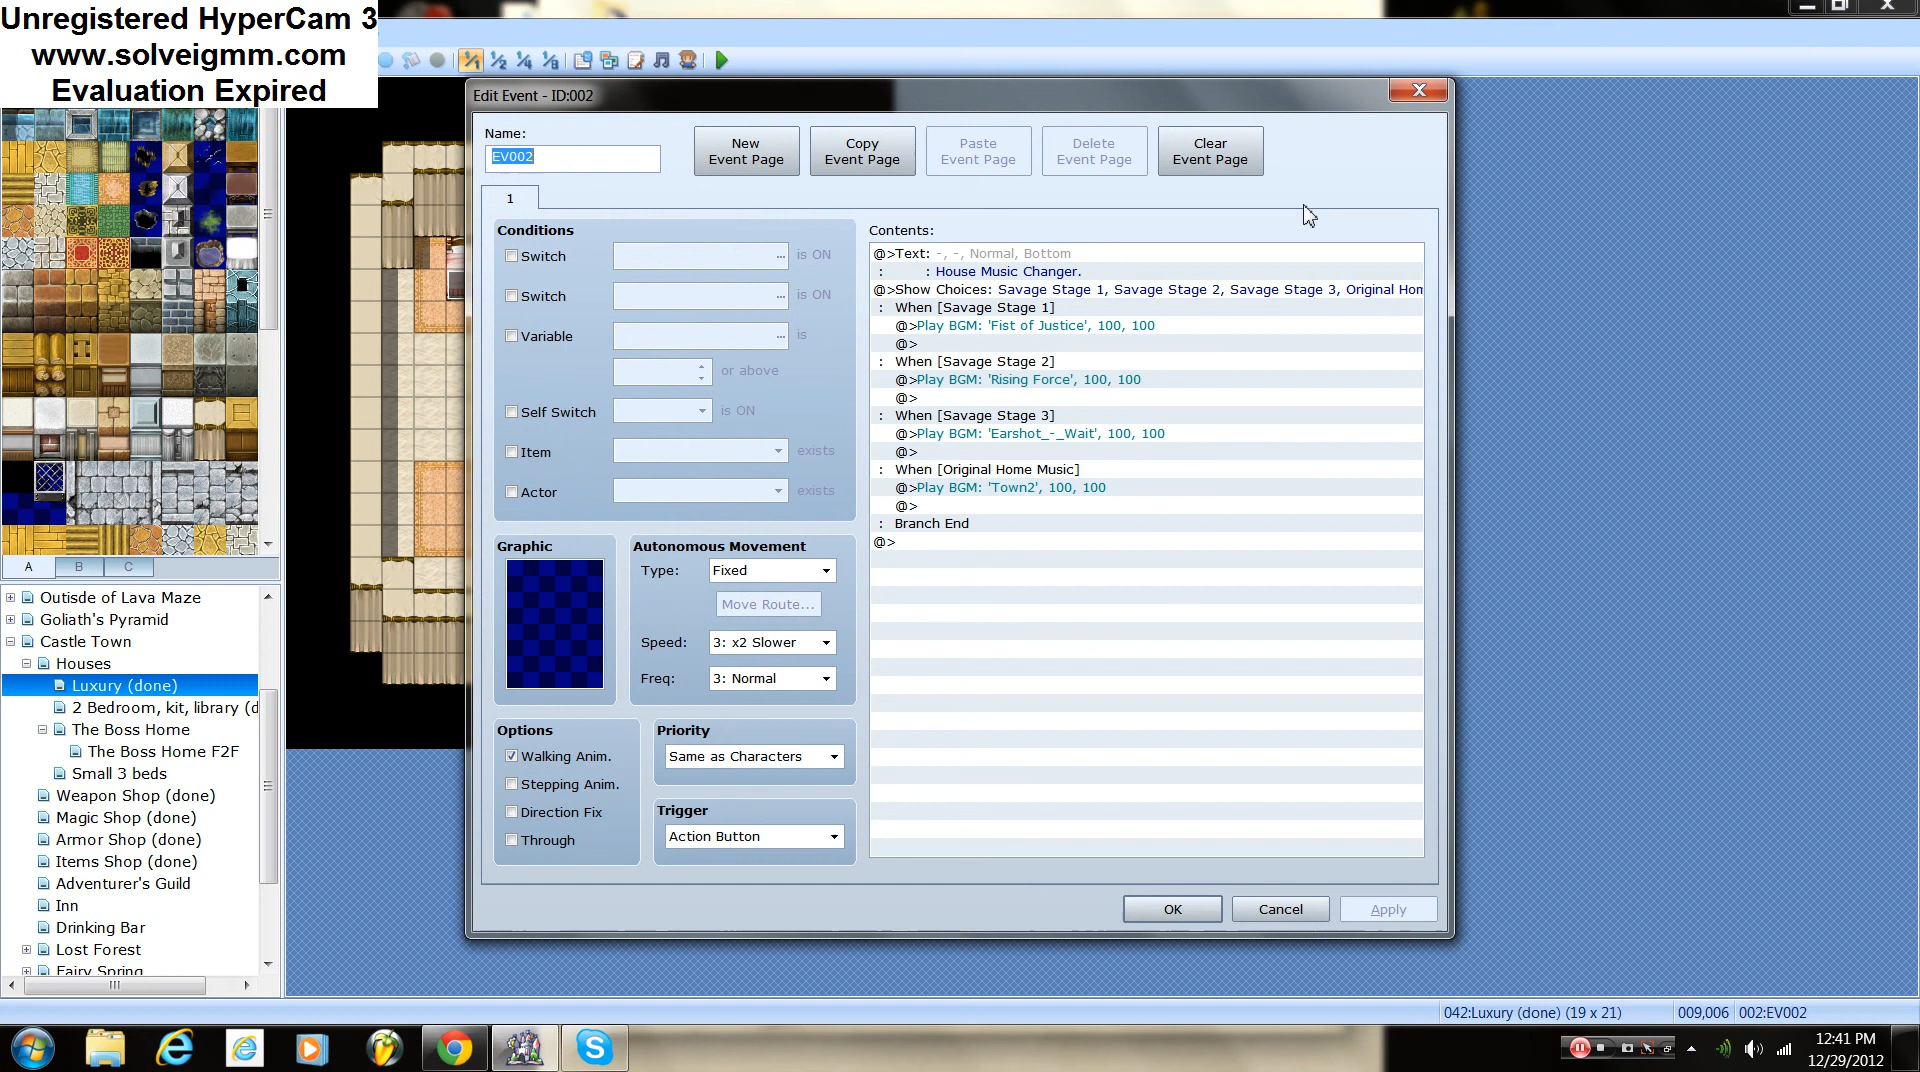 Unregistered HyperCam 3
www.solveigmm.com
Evaluation Expired
Edit Event - ID:002
Name:
EV002
New Event Page
Copy Event Page
Paste Event Page
Delete Event Page
Clear Event Page
1
Conditions
Switch ... is ON
Switch ... is ON
Variable ... is
or above
Self Switch is ON
Item exists
Actor exists
Graphic
Autonomous Movement
Type: Fixed
Move Route...
Speed: 3: x2 Slower
Freq: 3: Normal
Options
Walking Anim.
Stepping Anim.
Direction Fix
Through
Priority
Same as Characters
Trigger
Action Button
Contents:
@>Text: -, -, Normal, Bottom
: : House Music Changer.
@>Show Choices: Savage Stage 1, Savage Stage 2, Savage Stage 3, Original Hom
: When [Savage Stage 1]
@>Play BGM: 'Fist of Justice', 100, 100
@>
: When [Savage Stage 2]
@>Play BGM: 'Rising Force', 100, 100
@>
: When [Savage Stage 3]
@>Play BGM: 'Earshot_-_Wait', 100, 100
@>
: When [Original Home Music]
@>Play BGM: 'Town2', 100, 100
@>
: Branch End
@>
OK
Cancel
Apply
A B C
Outisde of Lava Maze
Goliath's Pyramid
Castle Town
Houses
Luxury (done)
2 Bedroom, kit, library (d
The Boss Home
The Boss Home F2F
Small 3 beds
Weapon Shop (done)
Magic Shop (done)
Armor Shop (done)
Items Shop (done)
Adventurer's Guild
Inn
Drinking Bar
Lost Forest
Fairy Spring
042:Luxury (done) (19 x 21)
009,006
002:EV002
12:41 PM
12/29/2012